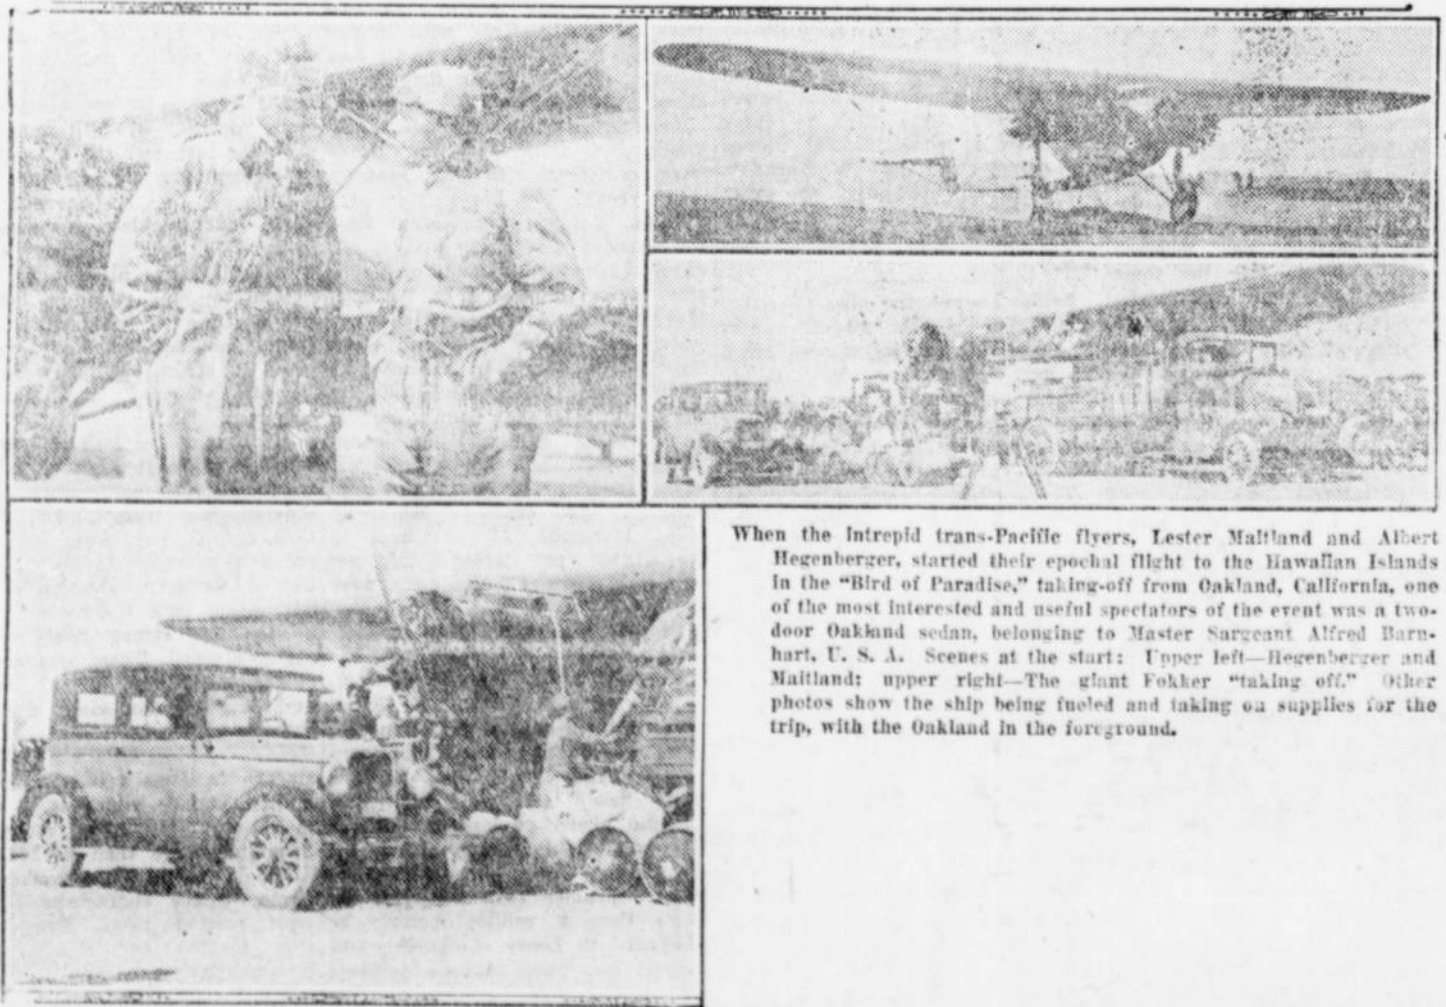 When the intrepid trans-Pacific flyers, Lester Maitland and Albert
Hegenberger, started their epochal flight to the Hawaiian Islands
in the “Bird of Paradise,” taking-off from Oakland, California, one
of the most interested and useful spectators of the event was a two-
door Oakland sedan, belonging to Master Sargeant Alfred Barn-
hart, U. S. A. Scenes at the start: Upper left—Hegenberger and
Maitland; upper right—The giant Fokker “taking off.” Other
photos show the ship being fueled and taking on supplies for the
trip, with the Oakland in the foreground.